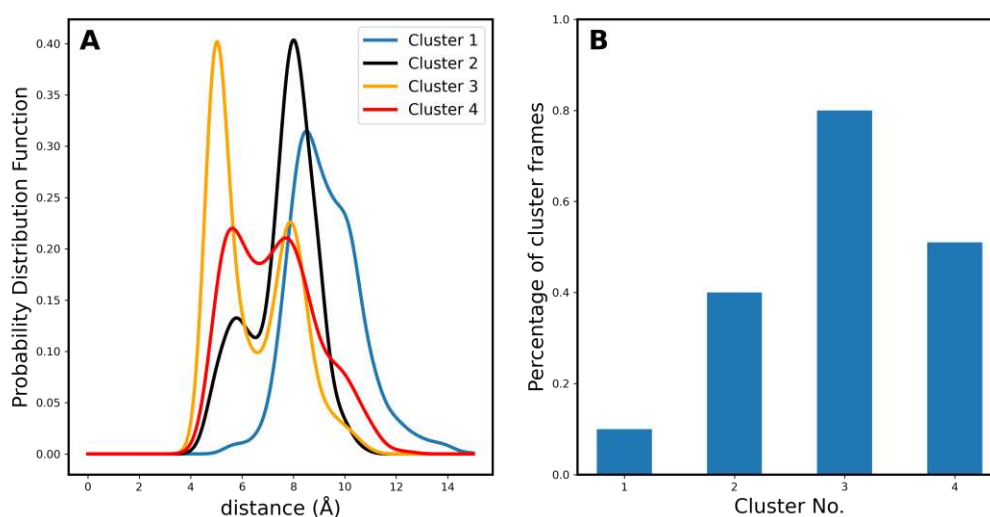 A
Cluster 1
Cluster 2
Cluster 3
Cluster 4
Probability Distribution Function
0.40
0.35
0.30
0.25
0.20
0.15
0.10
0.05
0.00
0 2 4 6 8 10 12 14
distance (Å)
B
Percentage of cluster frames
1.0
0.8
0.6
0.4
0.2
0.0
1 2 3 4
Cluster No.